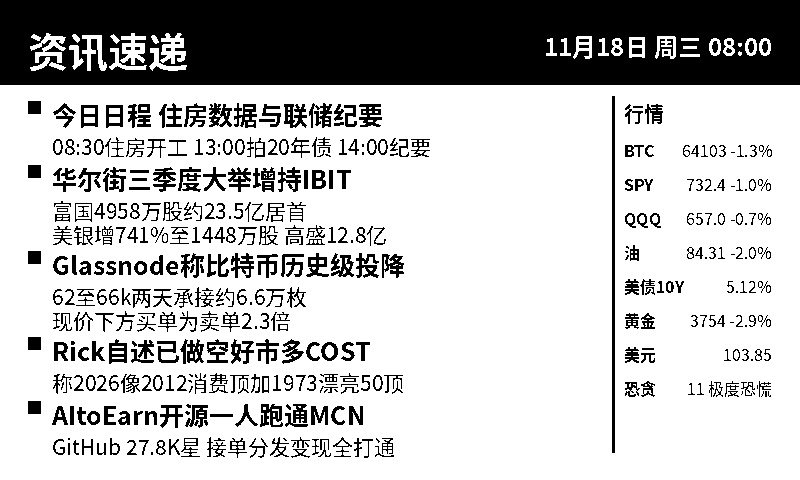 资讯速递
11月18日 周三 08:00
今日日程 住房数据与联储纪要
08:30住房开工 13:00拍20年债 14:00纪要
华尔街三季度大举增持IBIT
富国4958万股约23.5亿居首
美银增741%至1448万股 高盛12.8亿
Glassnode称比特币历史级投降
62至66k两天承接约6.6万枚
现价下方买单为卖单2.3倍
Rick自述已做空好市多COST
称2026像2012消费顶加1973漂亮50顶
AItoEarn开源一人跑通MCN
GitHub 27.8K星 接单分发变现全打通
行情
BTC 64103 -1.3%
SPY 732.4 -1.0%
QQQ 657.0 -0.7%
油 84.31 -2.0%
美债10Y 5.12%
黄金 3754 -2.9%
美元 103.85
恐贪 11 极度恐慌